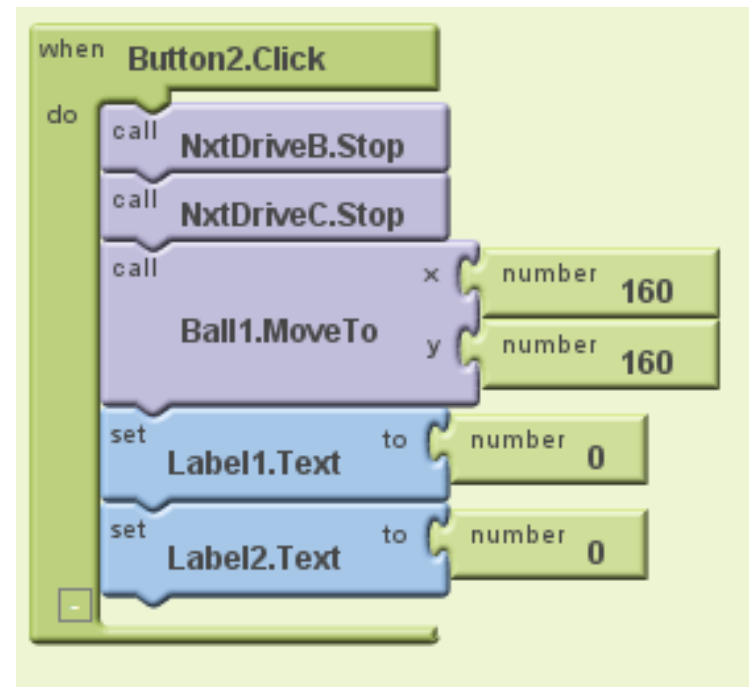 when Button2.Click
do
call NxtDriveB.Stop
call NxtDriveC.Stop
call
x number 160
Ball1.MoveTo
y number 160
set Label1.Text to number 0
set Label2.Text to number 0
-